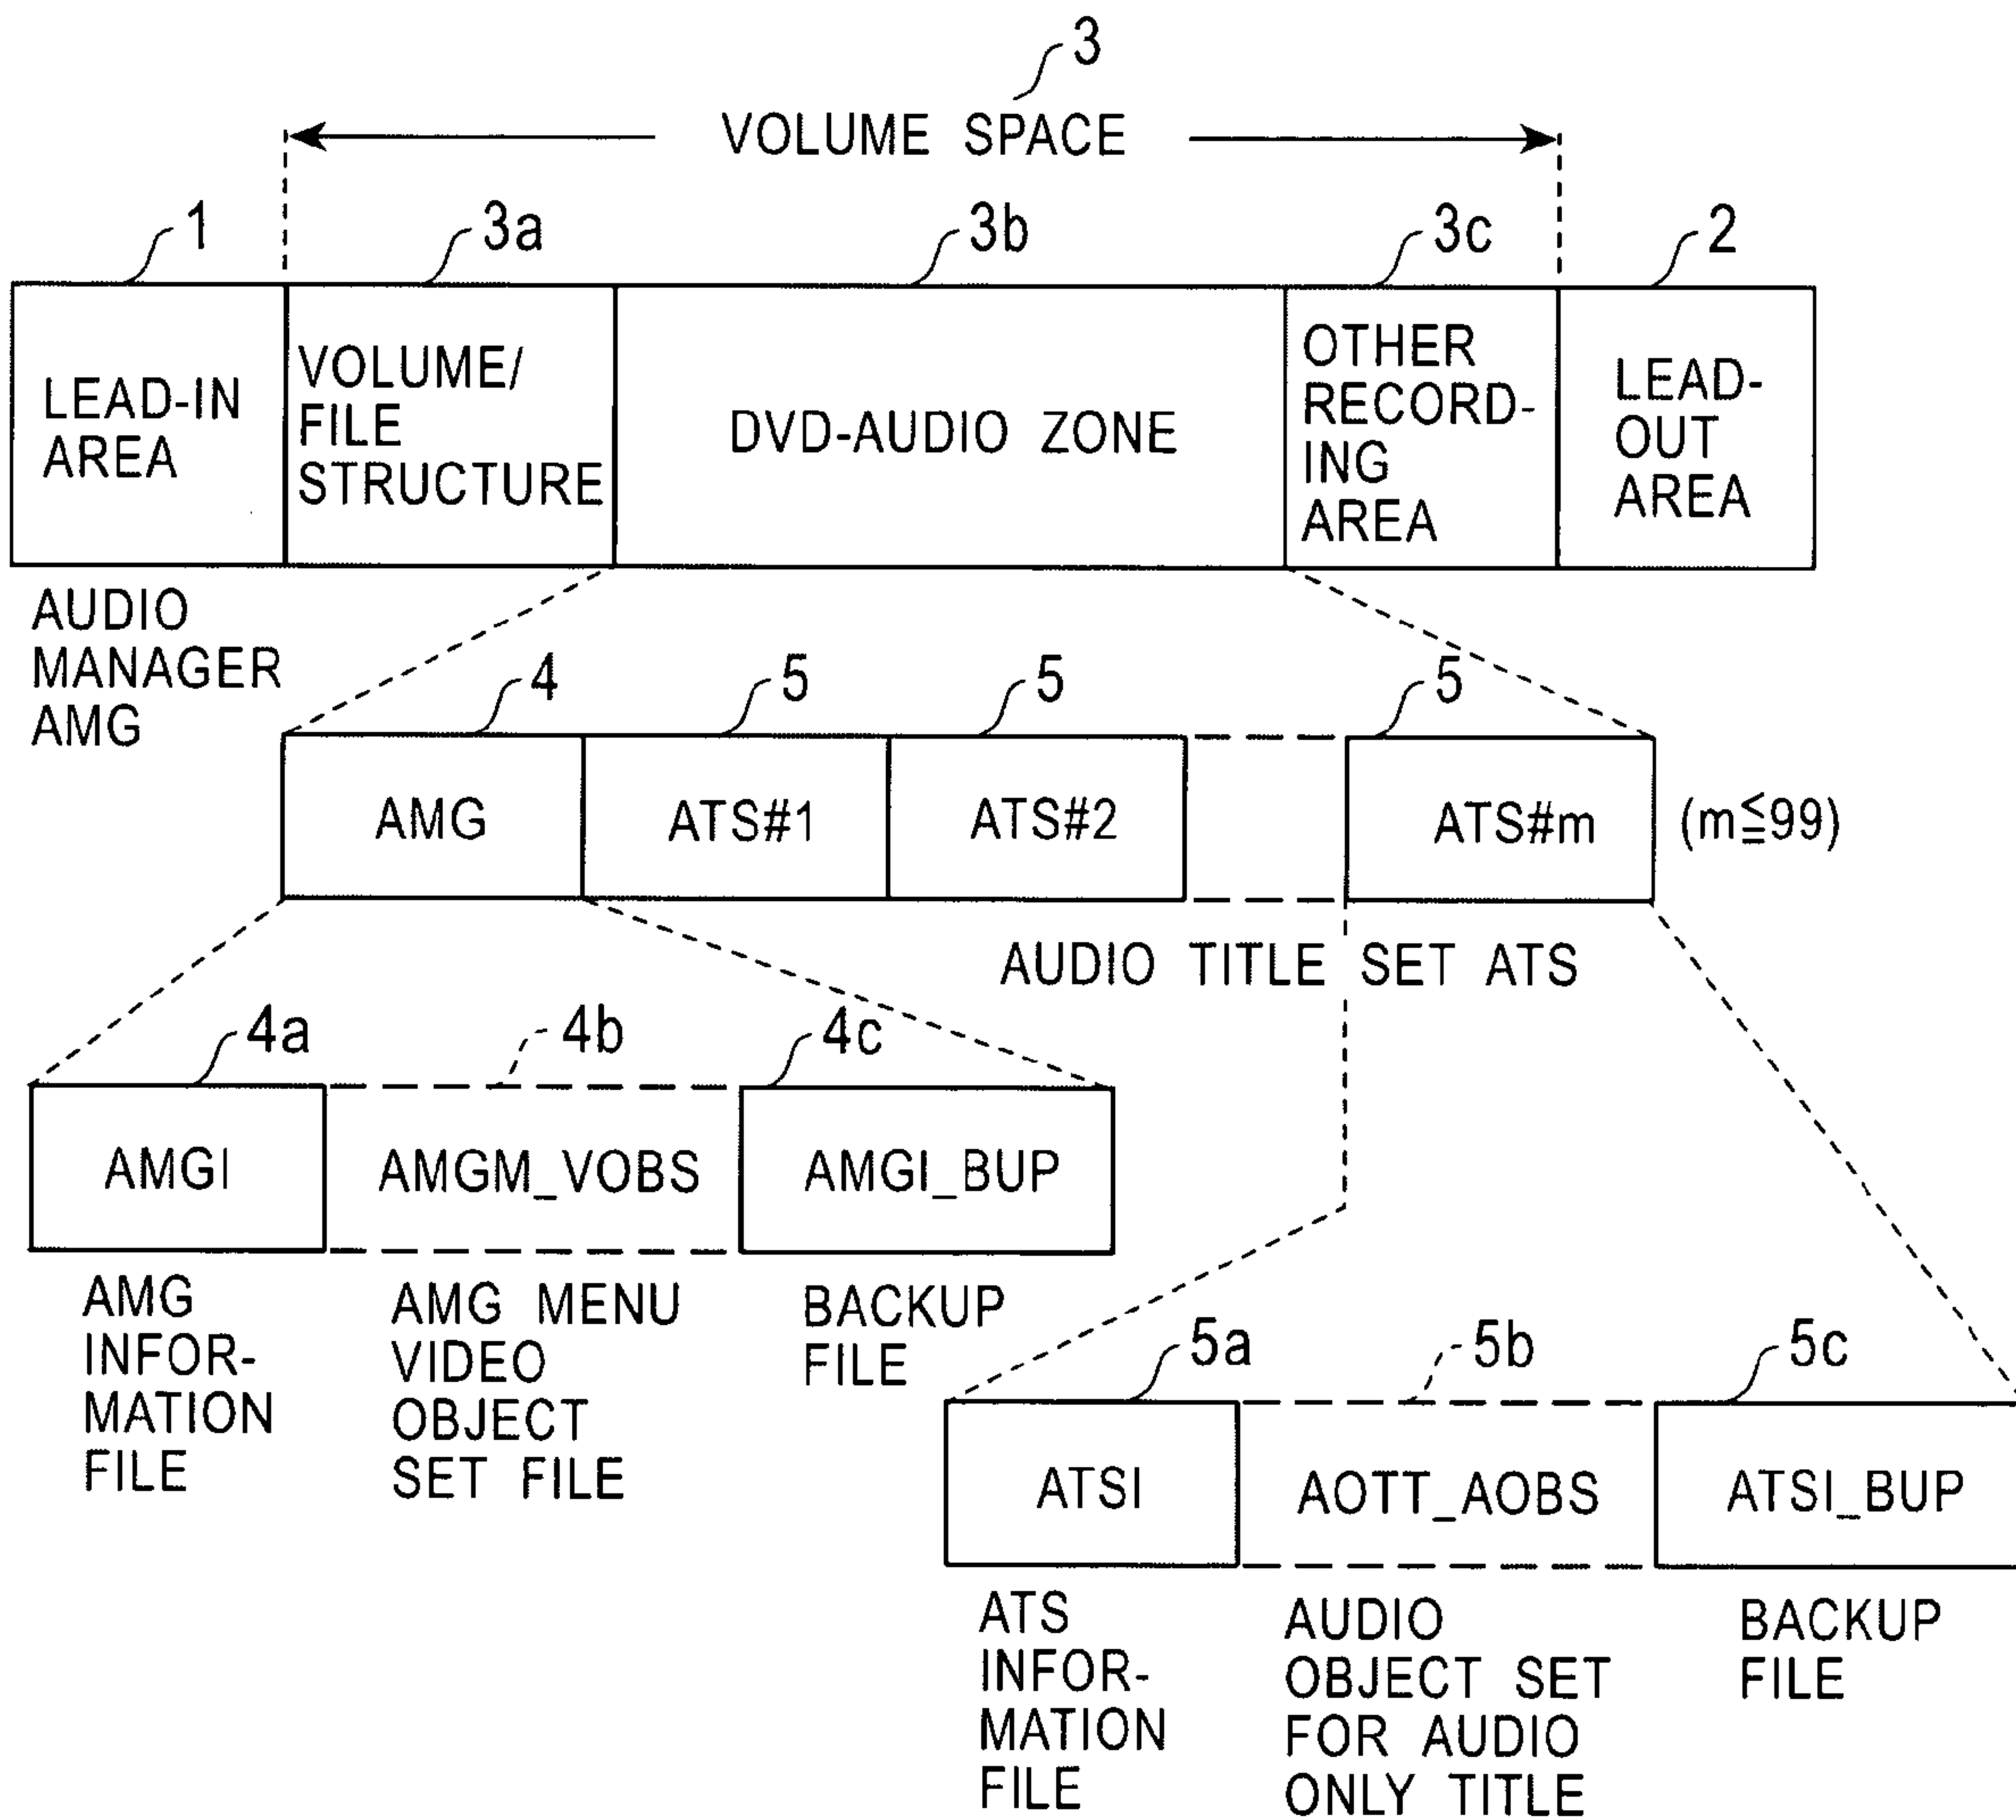 3
VOLUME SPACE
1
3a
3b
3c
2
LEAD-IN
AREA
VOLUME/
FILE
STRUCTURE
DVD-AUDIO ZONE
OTHER
RECORD-
ING
AREA
LEAD-
OUT
AREA
AUDIO
MANAGER
AMG
4
5
5
5
AMG
ATS#1
ATS#2
ATS#m
(m≦99)
AUDIO TITLE SET ATS
4a
4b
4c
AMGI
AMGM_VOBS
AMGI_BUP
AMG
INFOR-
MATION
FILE
AMG MENU
VIDEO
OBJECT
SET FILE
BACKUP
FILE
5a
5b
5c
ATSI
AOTT_AOBS
ATSI_BUP
ATS
INFOR-
MATION
FILE
AUDIO
OBJECT SET
FOR AUDIO
ONLY TITLE
BACKUP
FILE